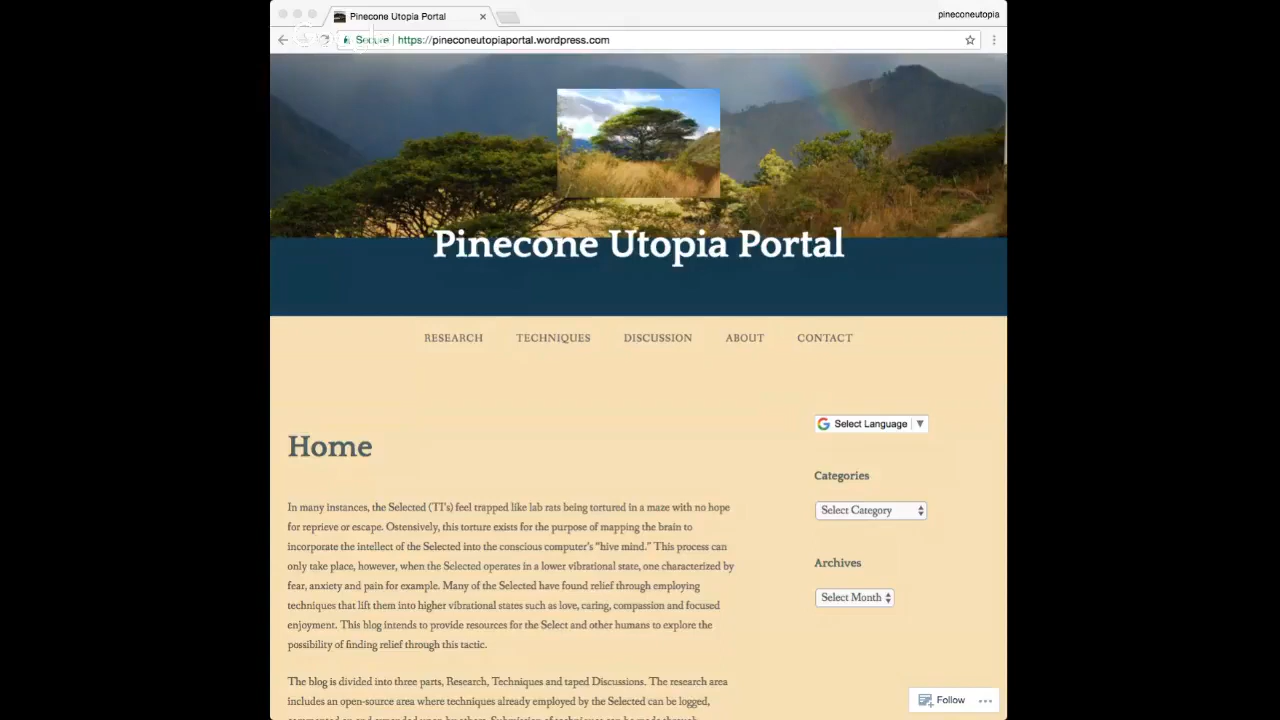 Pinecone Utopia Portal
pineconeutopia
Secure https://pineconeutopiaportal.wordpress.com
Pinecone Utopia Portal
RESEARCH TECHNIQUES DISCUSSION ABOUT CONTACT
Select Language
Home
Categories
Select Category
In many instances, the Selected (TI's) feel trapped like lab rats being tortured in a maze with no hope
for reprieve or escape. Ostensively, this torture exists for the purpose of mapping the brain to
incorporate the intellect of the Selected into the conscious computer's "hive mind." This process can
only take place, however, when the Selected operates in a lower vibrational state, one characterized by
fear, anxiety and pain for example. Many of the Selected have found relief through employing
techniques that lift them into higher vibrational states such as love, caring, compassion and focused
enjoyment. This blog intends to provide resources for the Select and other humans to explore the
possibility of finding relief through this tactic.
Archives
Select Month
The blog is divided into three parts, Research, Techniques and taped Discussions. The research area
includes an open-source area where techniques already employed by the Selected can be logged,
Follow